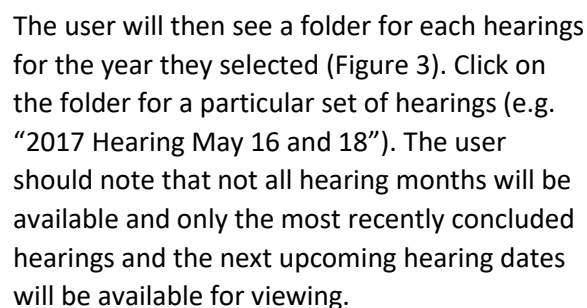 The user will then see a folder for each hearings
for the year they selected (Figure 3). Click on
the folder for a particular set of hearings (e.g.
“2017 Hearing May 16 and 18”). The user
should note that not all hearing months will be
available and only the most recently concluded
hearings and the next upcoming hearing dates
will be available for viewing.